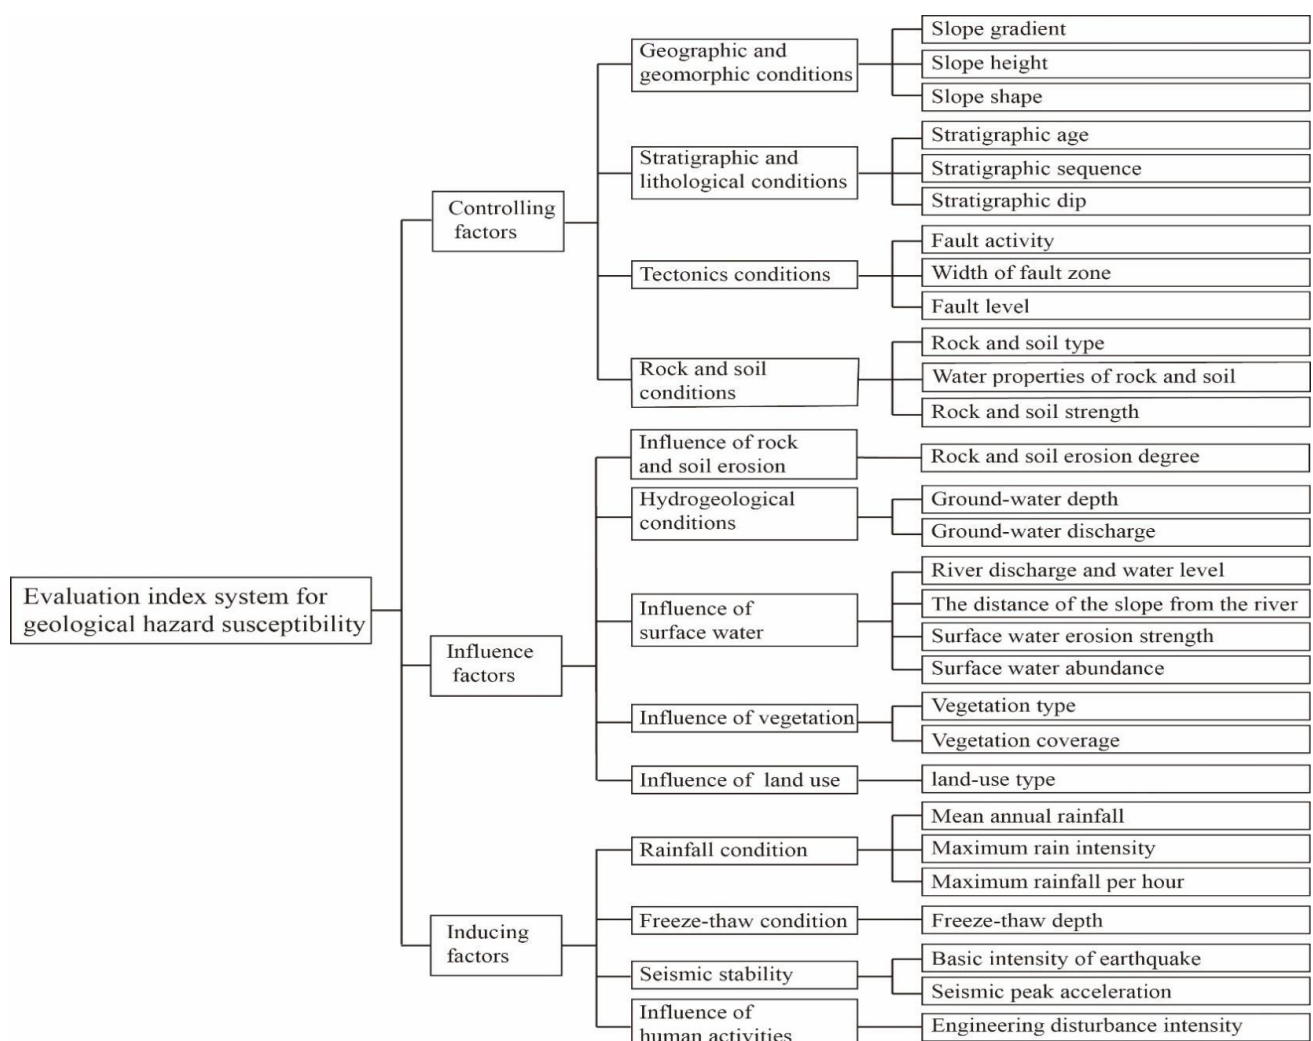 Evaluation index system for
geological hazard susceptibility
Controlling
factors
Geographic and
geomorphic conditions
Slope gradient
Slope height
Slope shape
Stratigraphic and
lithological conditions
Stratigraphic age
Stratigraphic sequence
Stratigraphic dip
Tectonics conditions
Fault activity
Width of fault zone
Fault level
Rock and soil
conditions
Rock and soil type
Water properties of rock and soil
Rock and soil strength
Influence
factors
Influence of rock
and soil erosion
Rock and soil erosion degree
Hydrogeological
conditions
Ground-water depth
Ground-water discharge
Influence of
surface water
River discharge and water level
The distance of the slope from the river
Surface water erosion strength
Surface water abundance
Influence of vegetation
Vegetation type
Vegetation coverage
Influence of land use
land-use type
Inducing
factors
Rainfall condition
Mean annual rainfall
Maximum rain intensity
Maximum rainfall per hour
Freeze-thaw condition
Freeze-thaw depth
Seismic stability
Basic intensity of earthquake
Seismic peak acceleration
Influence of
human activities
Engineering disturbance intensity